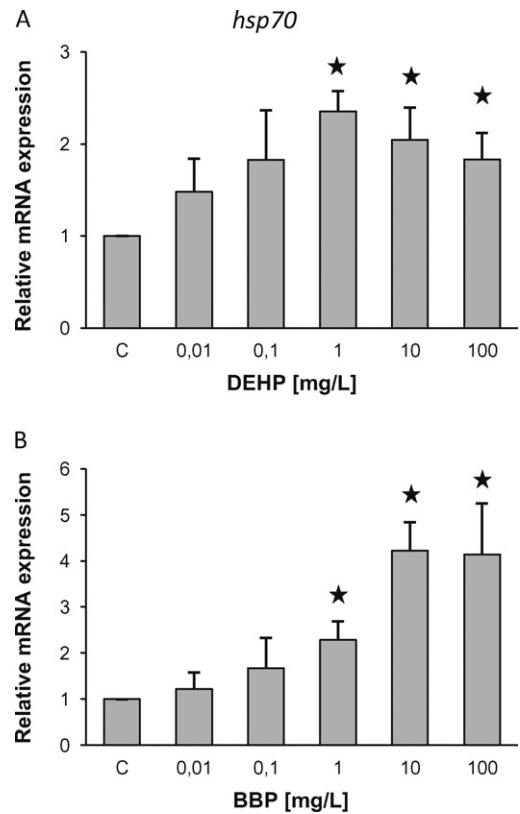 A
hsp70
Relative mRNA expression
3
2
1
0
C 0,01 0,1 1 10 100
DEHP [mg/L]
B
Relative mRNA expression
6
5
4
3
2
1
0
C 0,01 0,1 1 10 100
BBP [mg/L]